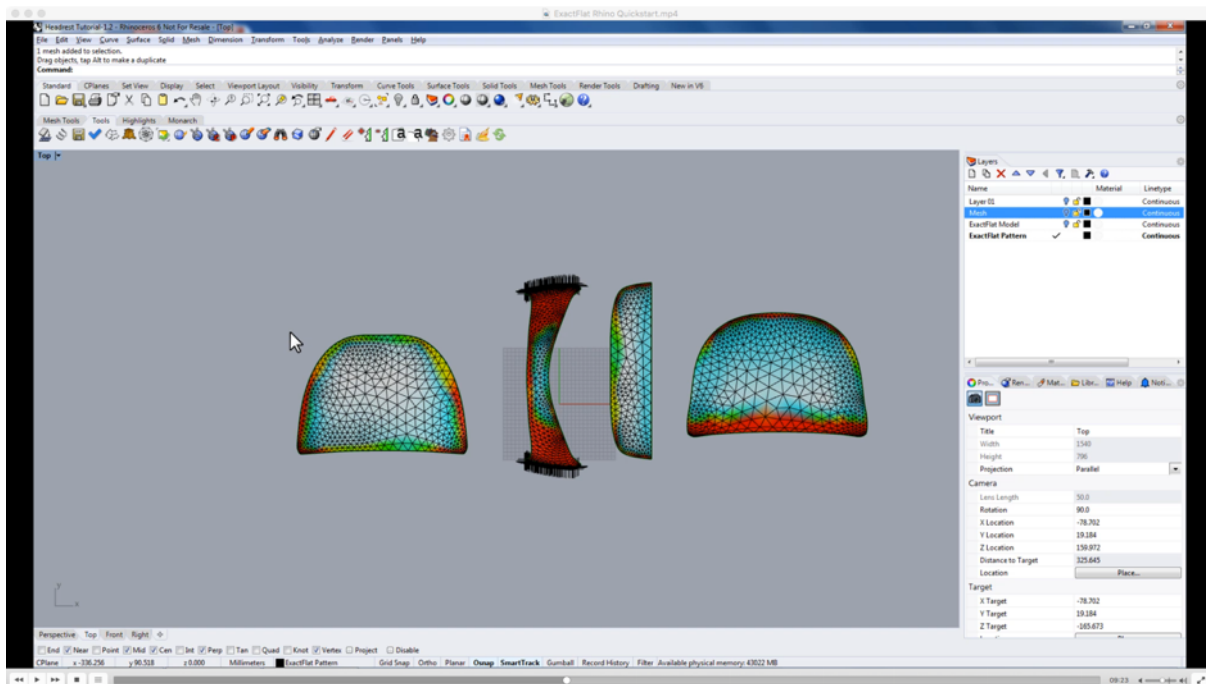 ExactFlat Rhino Quickstart.mp4
Headrest Tutorial-1.2 - Rhinoceros 6 Not For Resale - [Top]
File Edit View Curve Surface Solid Mesh Dimension Transform Tools Analyze Render Panels Help
1 mesh added to selection.
Drag objects, tap Alt to make a duplicate
Command:
Standard CPlanes Set View Display Select Viewport Layout Visibility Transform Curve Tools Surface Tools Solid Tools Mesh Tools Render Tools Drafting New in V6
Mesh Tools Tools Highlights Monarch
Top
Layers
Name Material Linetype
Layer 01 Continuous
Mesh Continuous
ExactFlat Model Continuous
ExactFlat Pattern Continuous
Pro... Ren... Mat... Libr... Help Noti...
Viewport
Title Top
Width 1540
Height 796
Projection Parallel
Camera
Lens Length 50.0
Rotation 90.0
X Location -78.702
Y Location 19.184
Z Location 159.972
Distance to Target 325.645
Location Place...
Target
X Target -78.702
Y Target 19.184
Z Target -165.673
y
x
Perspective Top Front Right
End Near Point Mid Cen Int Perp Tan Quad Knot Vertex Project Disable
CPlane x -336.256 y 90.518 z 0.000 Millimeters ExactFlat Pattern Grid Snap Ortho Planar Osnap SmartTrack Gumball Record History Filter Available physical memory: 43022 MB
09:23